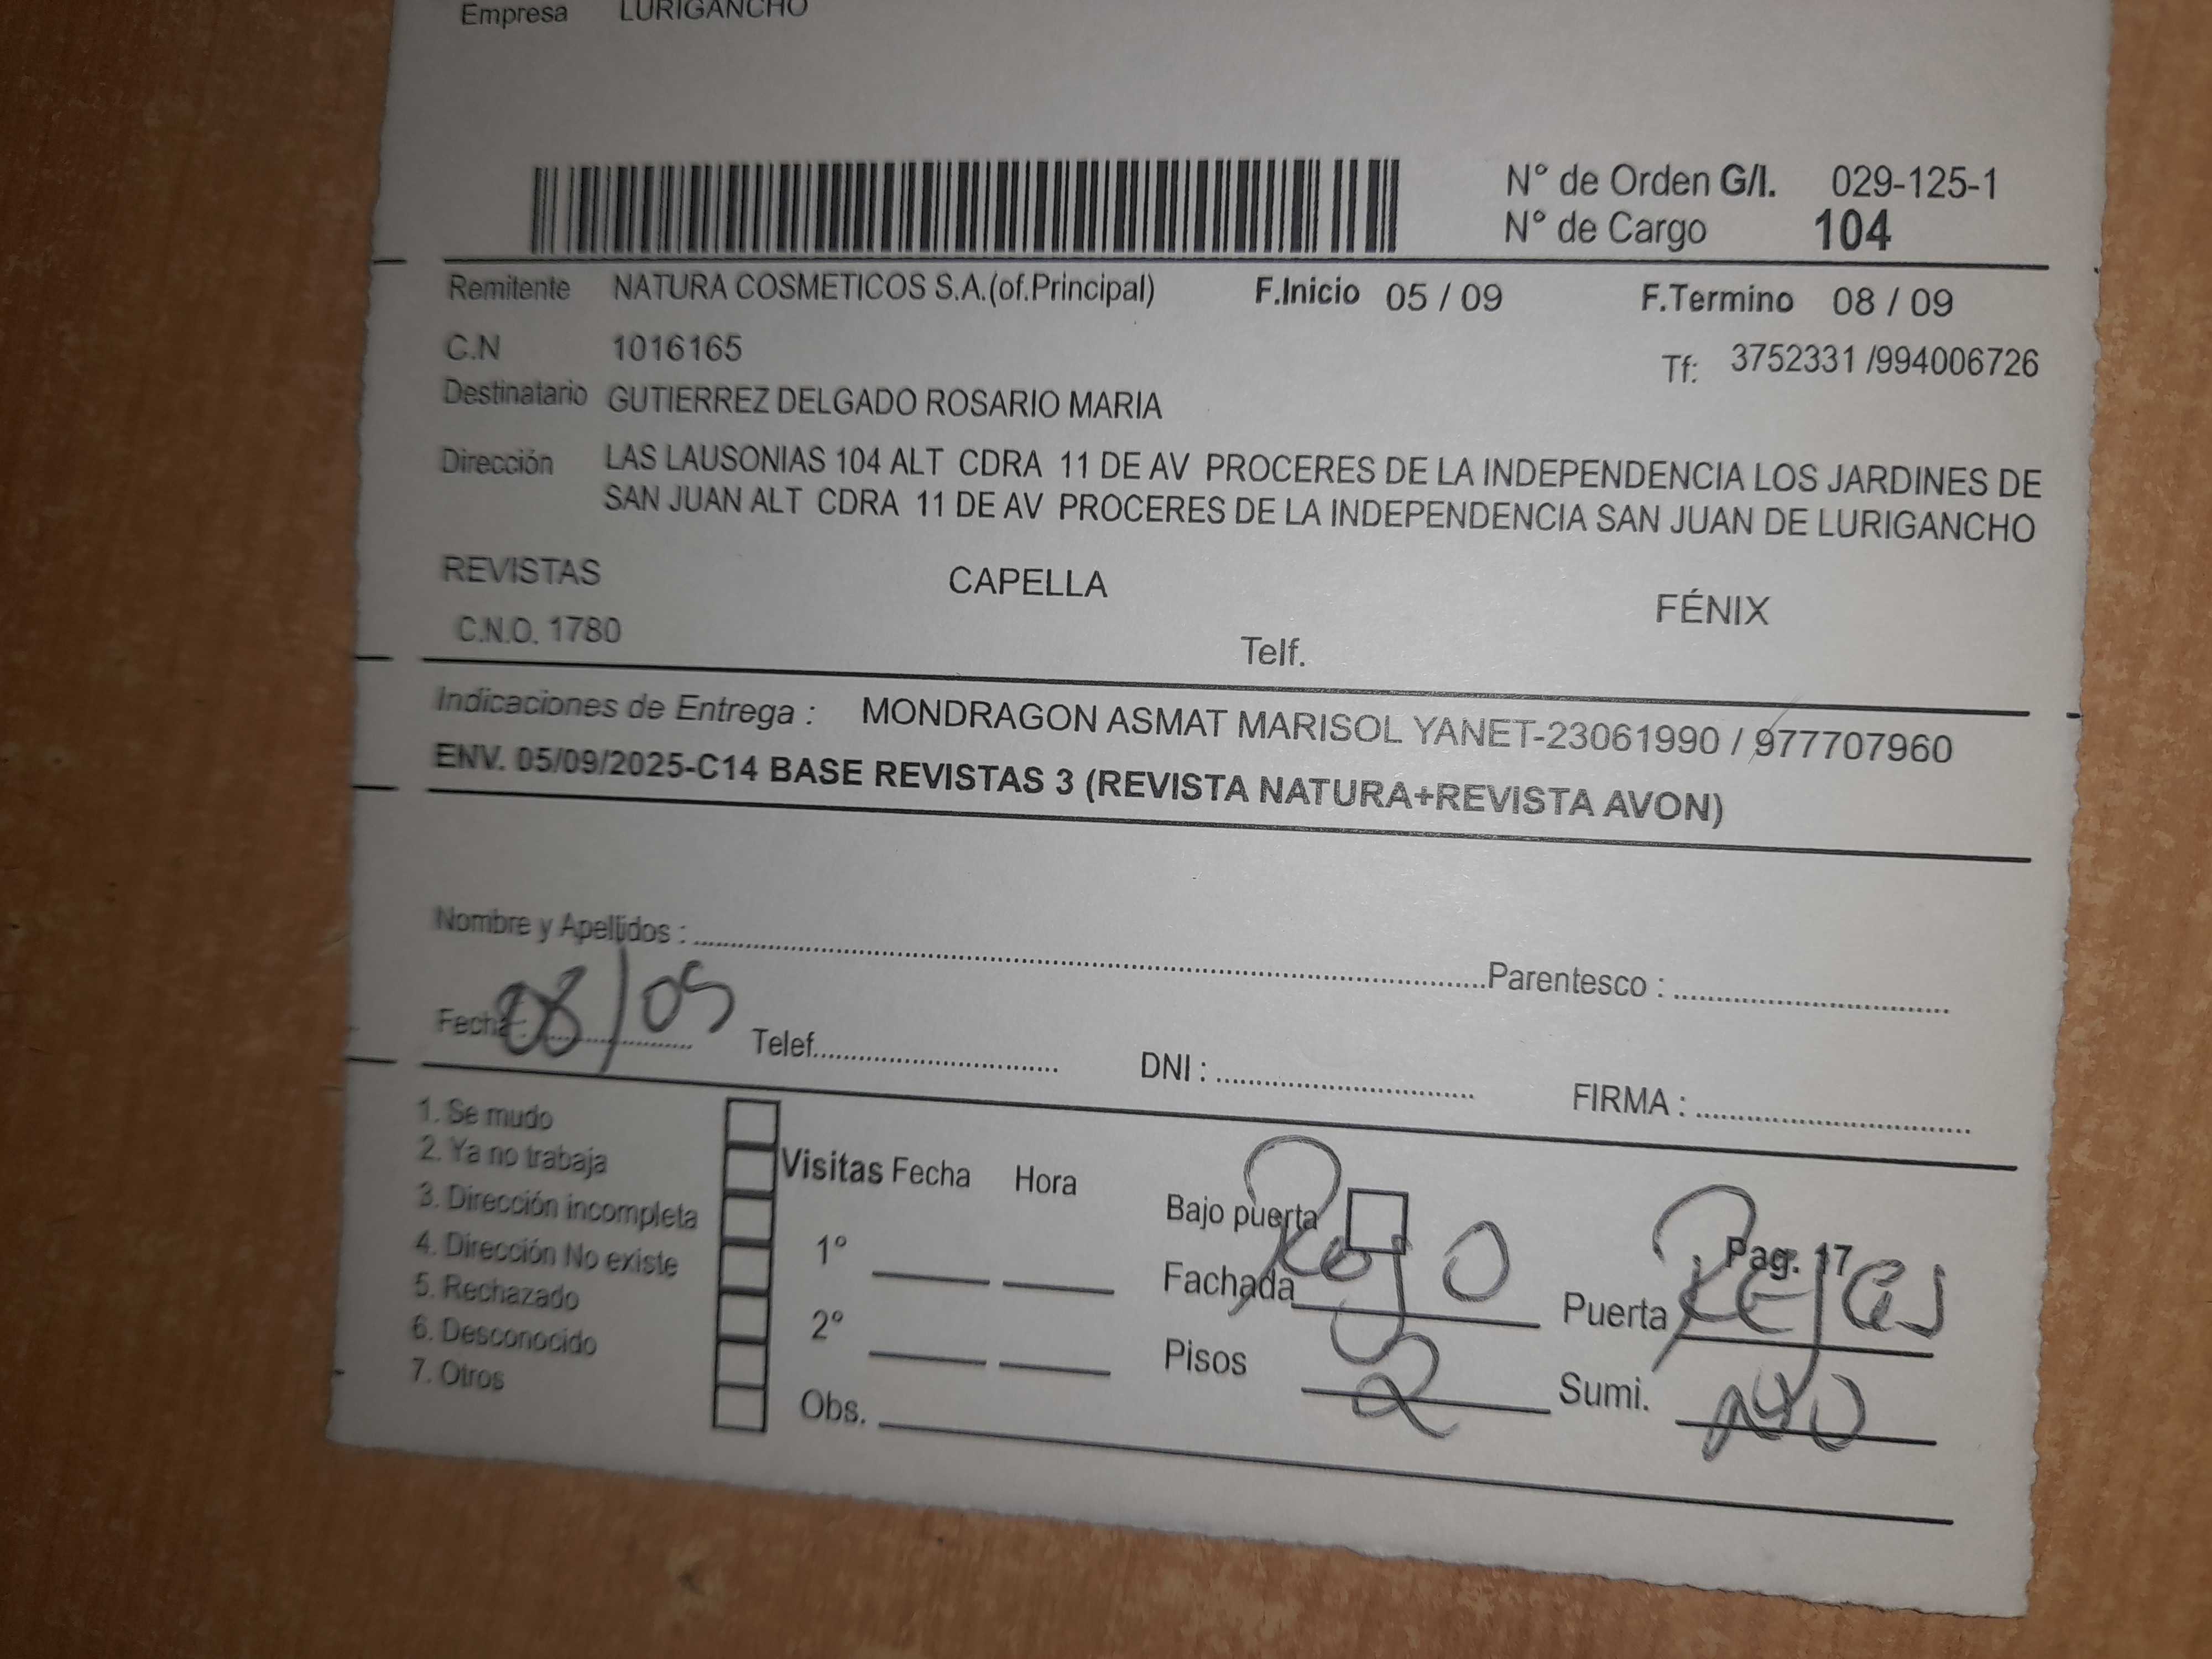 Empresa LURIGANCHO
N° de Orden G/I. 029-125-1
N° de Cargo 104
Remitente NATURA COSMETICOS S.A.(of.Principal) F.Inicio 05 / 09 F.Termino 08 / 09
C.N 1016165 Tf: 3752331 /994006726
Destinatario GUTIERREZ DELGADO ROSARIO MARIA
Dirección LAS LAUSONIAS 104 ALT CDRA 11 DE AV PROCERES DE LA INDEPENDENCIA LOS JARDINES DE
SAN JUAN ALT CDRA 11 DE AV PROCERES DE LA INDEPENDENCIA SAN JUAN DE LURIGANCHO
REVISTAS CAPELLA FÉNIX
C.N.O. 1780 Telf.
Indicaciones de Entrega : MONDRAGON ASMAT MARISOL YANET-23061990 / 977707960
ENV. 05/09/2025-C14 BASE REVISTAS 3 (REVISTA NATURA+REVISTA AVON)
Nombre y Apellidos : Parentesco :
Fecha : 08/09 Telef. DNI : FIRMA :
1. Se mudo
2. Ya no trabaja
3. Dirección incompleta
4. Dirección No existe
5. Rechazado
6. Desconocido
7. Otros
Visitas Fecha Hora
1°
2°
Obs.
Bajo puerta Pag. 17
Fachada Rojo Puerta Rejas
Pisos 2 Sumi.